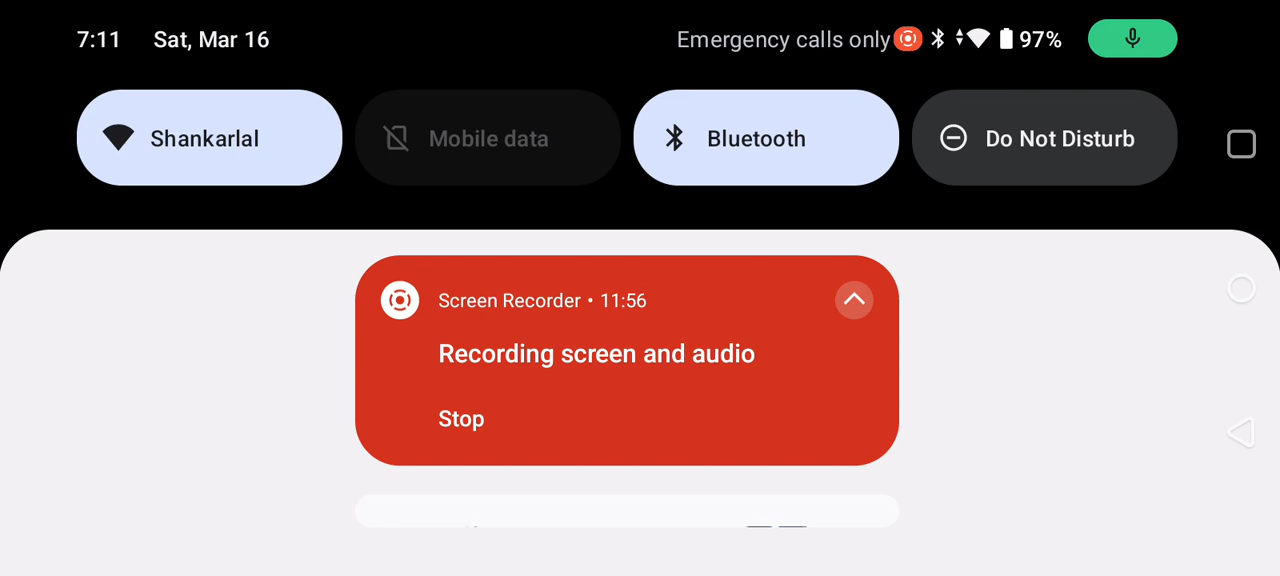 7:11 Sat, Mar 16 Emergency calls only 97%
Shankarlal Mobile data Bluetooth Do Not Disturb
Screen Recorder • 11:56
Recording screen and audio
Stop